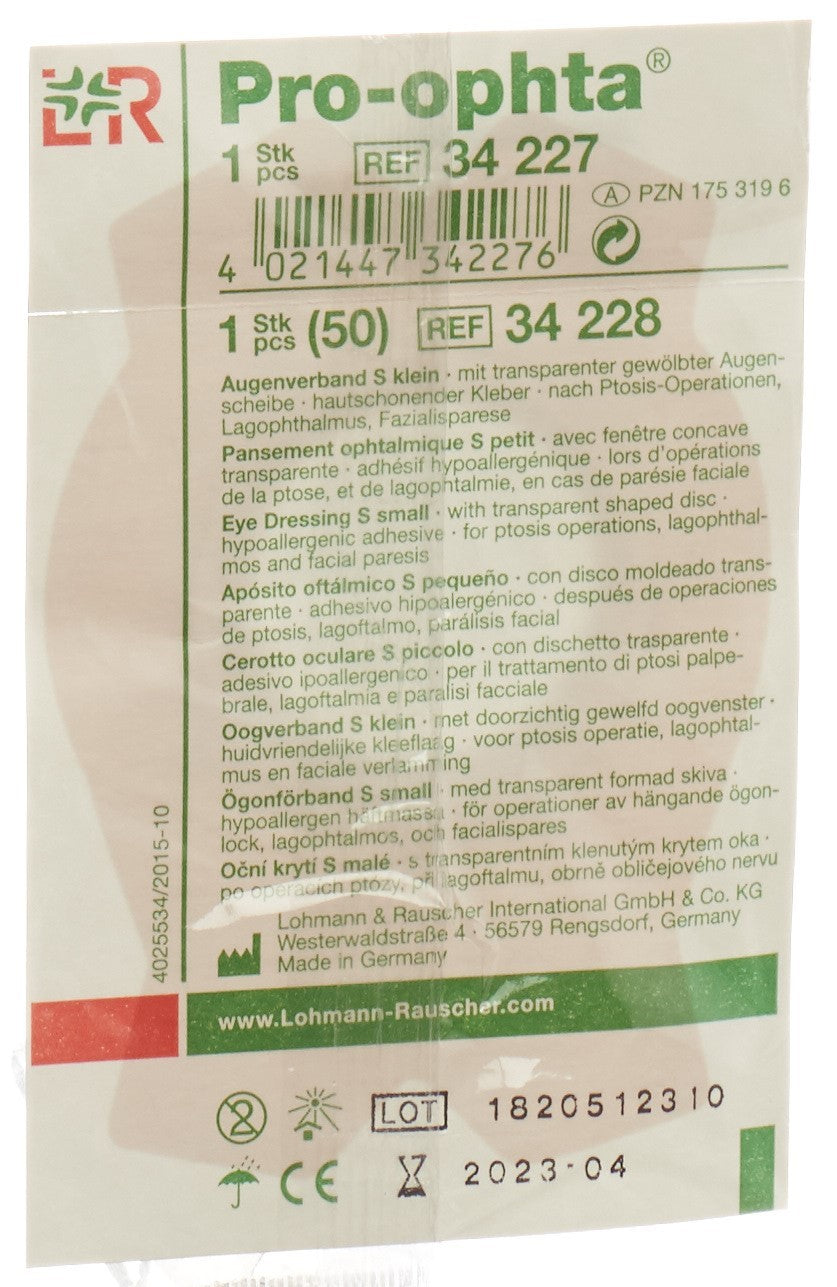 L&R
Pro-ophta®
1 Stk pcs REF 34 227
A PZN 175 319 6
4 021447 342276
1 Stk pcs (50) REF 34 228
Augenverband S klein · mit transparenter gewölbter Augen-
scheibe · hautschonender Kleber · nach Ptosis-Operationen,
Lagophthalmus, Fazialisparese
Pansement ophtalmique S petit · avec fenêtre concave
transparente · adhésif hypoallergénique · lors d'opérations
de la ptose, et de lagophtalmie, en cas de parésie faciale
Eye Dressing S small · with transparent shaped disc ·
hypoallergenic adhesive · for ptosis operations, lagophthal-
mos and facial paresis
Apósito oftálmico S pequeño · con disco moldeado trans-
parente · adhesivo hipoalergénico · después de operaciones
de ptosis, lagoftalmo, parálisis facial
Cerotto oculare S piccolo · con dischetto trasparente ·
adesivo ipoallergenico · per il trattamento di ptosi palpe-
brale, lagoftalmia e paralisi facciale
Oogverband S klein · met doorzichtig gewelfd oogvenster ·
huidvriendelijke kleeflaag · voor ptosis operatie, lagophtal-
mus en faciale verlamming
Ögonförband S small · med transparent formad skiva ·
hypoallergen häftmassa · för operationer av hängande ögon-
lock, lagophtalmos, och facialispares
Oční krytí S malé · s transparentním klenutým krytem oka ·
po operacích ptózy, při lagoftalmu, obrně obličejového nervu
Lohmann & Rauscher International GmbH & Co. KG
Westerwaldstraße 4 · 56579 Rengsdorf, Germany
Made in Germany
4025534/2015-10
www.Lohmann-Rauscher.com
2
LOT 1820512310
CE
2023-04